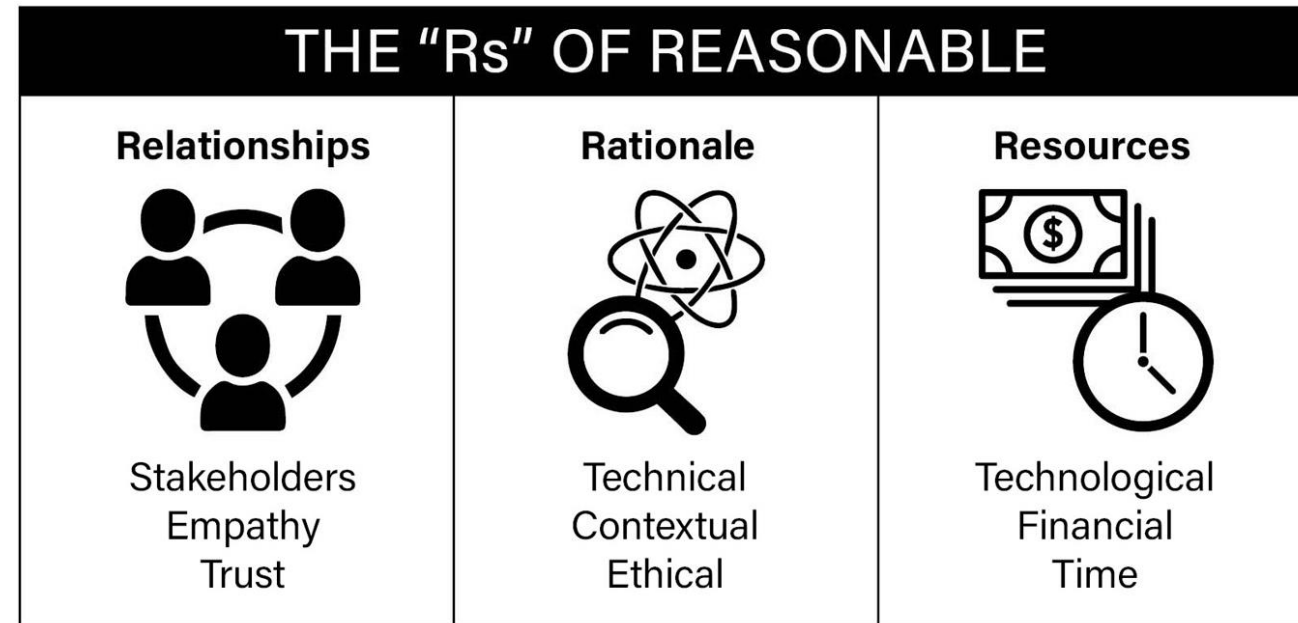 THE "Rs" OF REASONABLE
Relationships
Stakeholders
Empathy
Trust
Rationale
Technical
Contextual
Ethical
Resources
$
Technological
Financial
Time